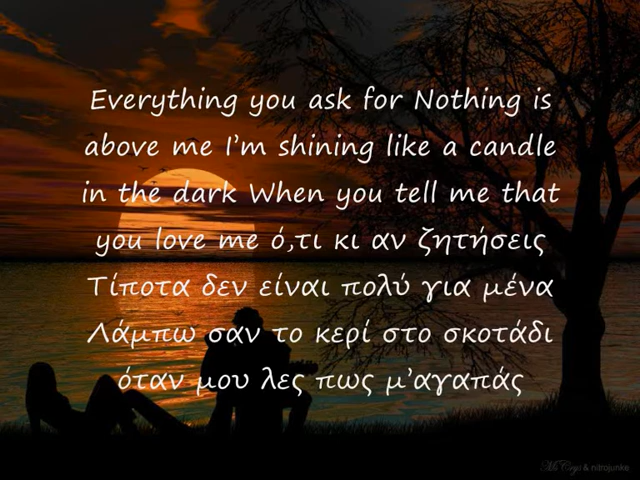 Everything you ask for Nothing is
above me I'm shining like a candle
in the dark When you tell me that
you love me ό,τι κι αν ζητήσεις
Τίποτα δεν είναι πολύ για μένα
Λάμπω σαν το κερί στο σκοτάδι
όταν μου λες πως μ'αγαπάς
& nitrojunkie